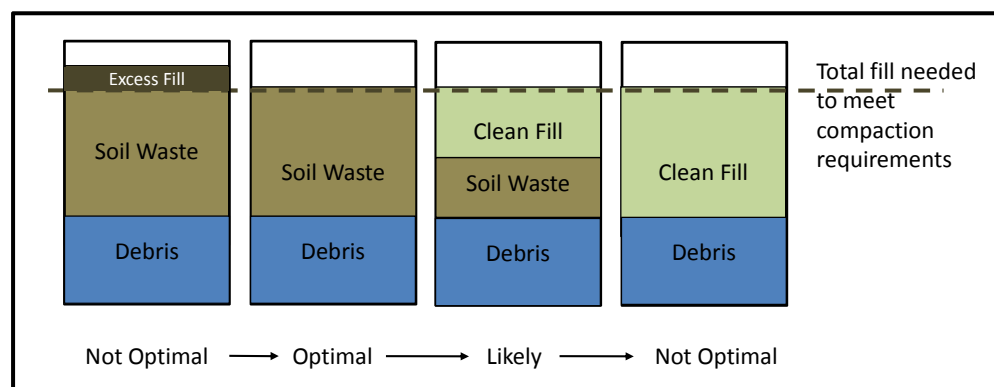 Excess Fill
Soil Waste
Debris
Soil Waste
Debris
Clean Fill
Soil Waste
Debris
Clean Fill
Debris
Total fill needed
to meet
compaction
requirements
Not Optimal
Optimal
Likely
Not Optimal